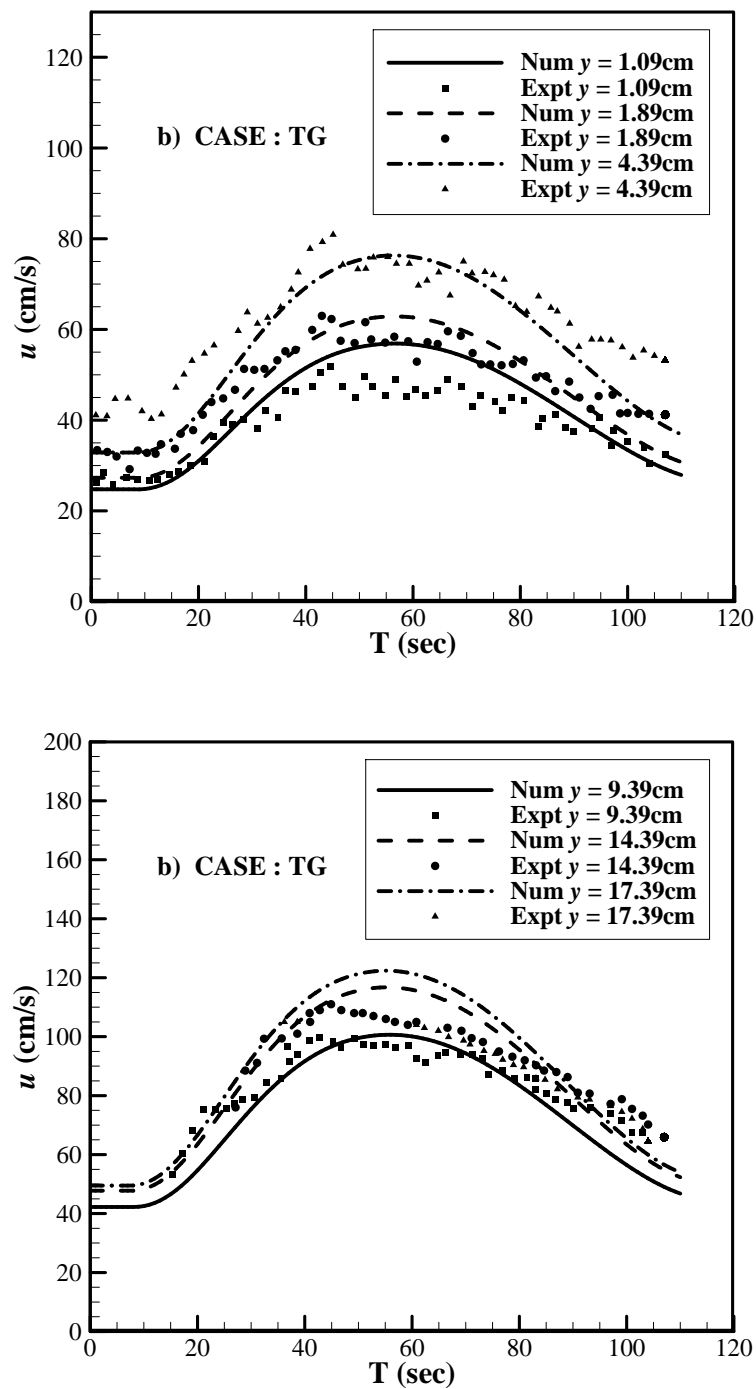 120
100
80
60
40
20
0
u (cm/s)
Num y = 1.09cm
Expt y = 1.09cm
Num y = 1.89cm
Expt y = 1.89cm
Num y = 4.39cm
Expt y = 4.39cm
b) CASE : TG
0 20 40 60 80 100 120
T (sec)
200
180
160
140
120
100
80
60
40
20
0
u (cm/s)
Num y = 9.39cm
Expt y = 9.39cm
Num y = 14.39cm
Expt y = 14.39cm
Num y = 17.39cm
Expt y = 17.39cm
b) CASE : TG
0 20 40 60 80 100 120
T (sec)